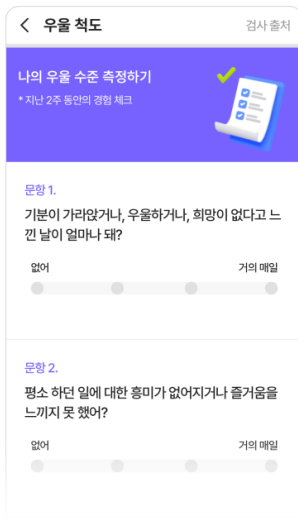 우울 척도
검사 출처
나의 우울 수준 측정하기
* 지난 2주 동안의 경험 체크
문항 1.
기분이 가라앉거나, 우울하거나, 희망이 없다고 느
낀 날이 얼마나 돼?
없어
거의 매일
문항 2.
평소 하던 일에 대한 흥미가 없어지거나 즐거움을
느끼지 못 했어?
없어
거의 매일